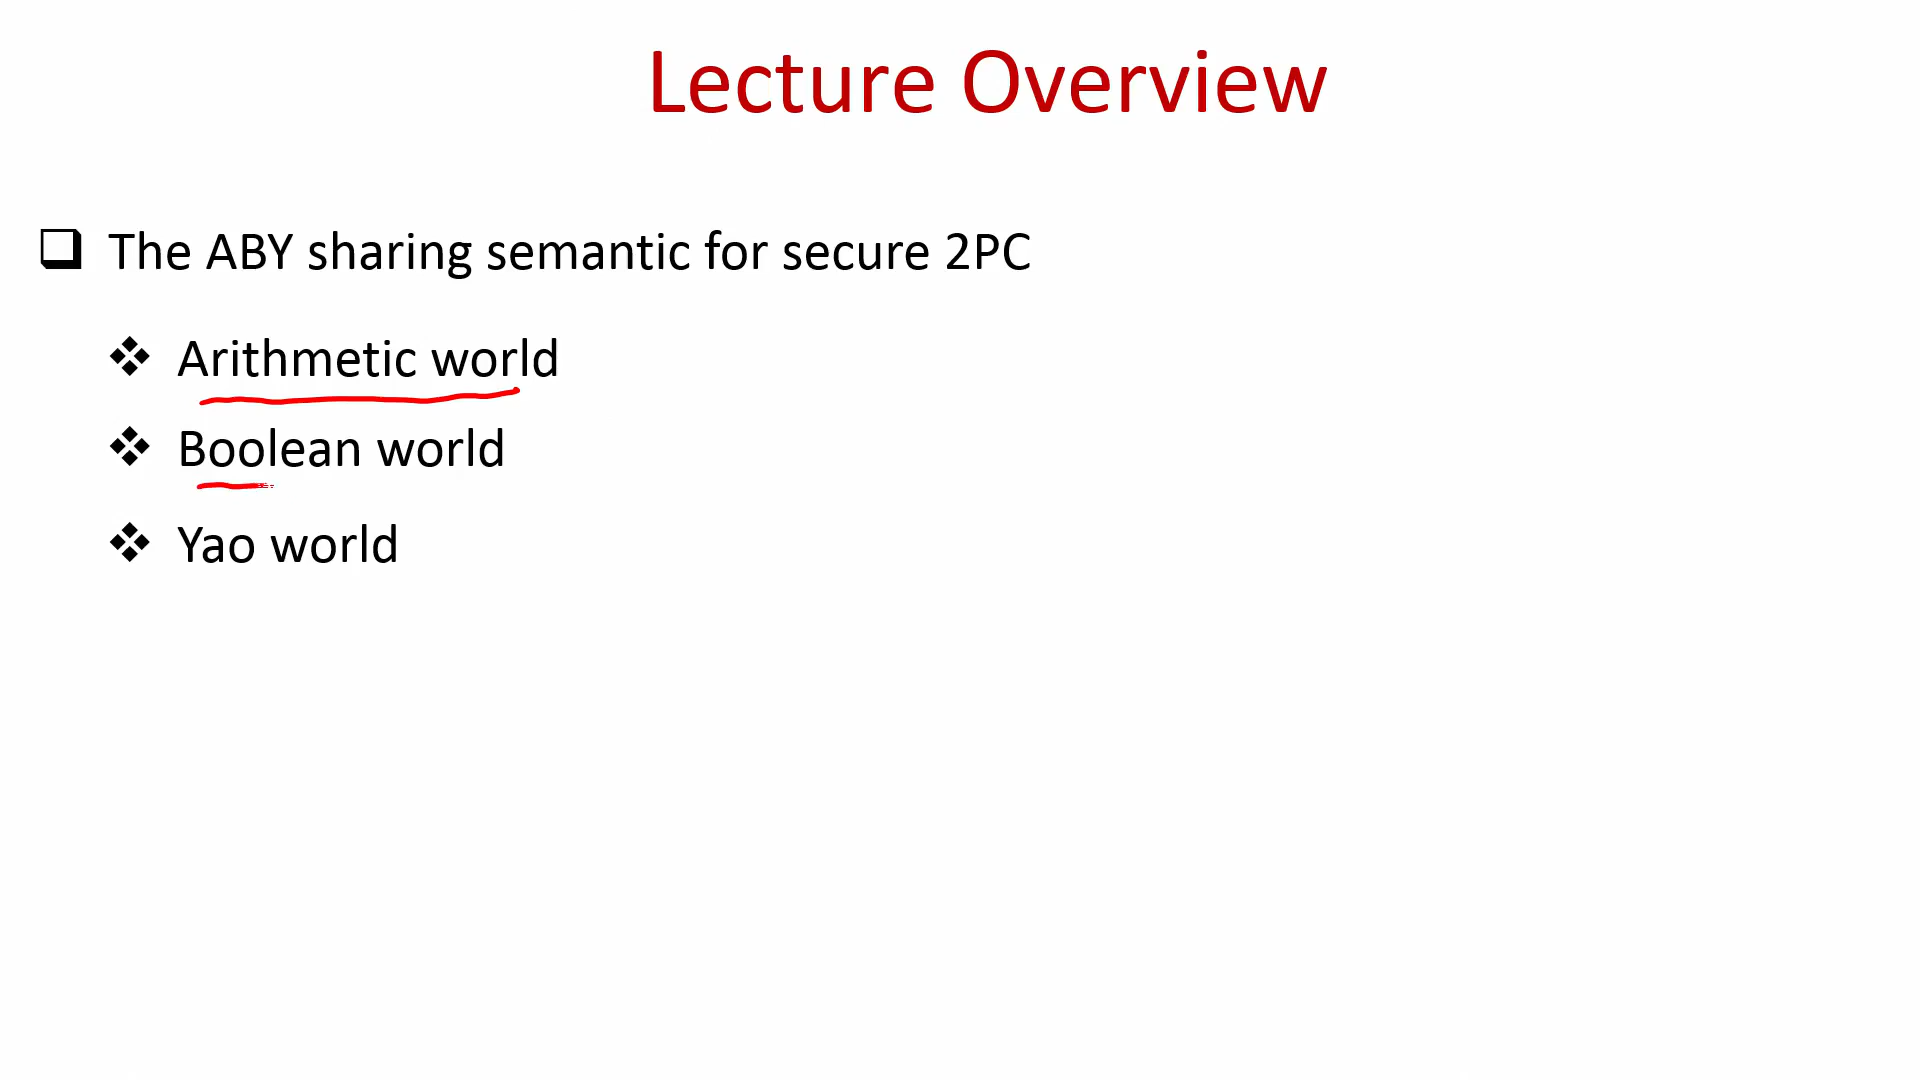 Lecture Overview
The ABY sharing semantic for secure 2PC
Arithmetic world
Boolean world
Yao world